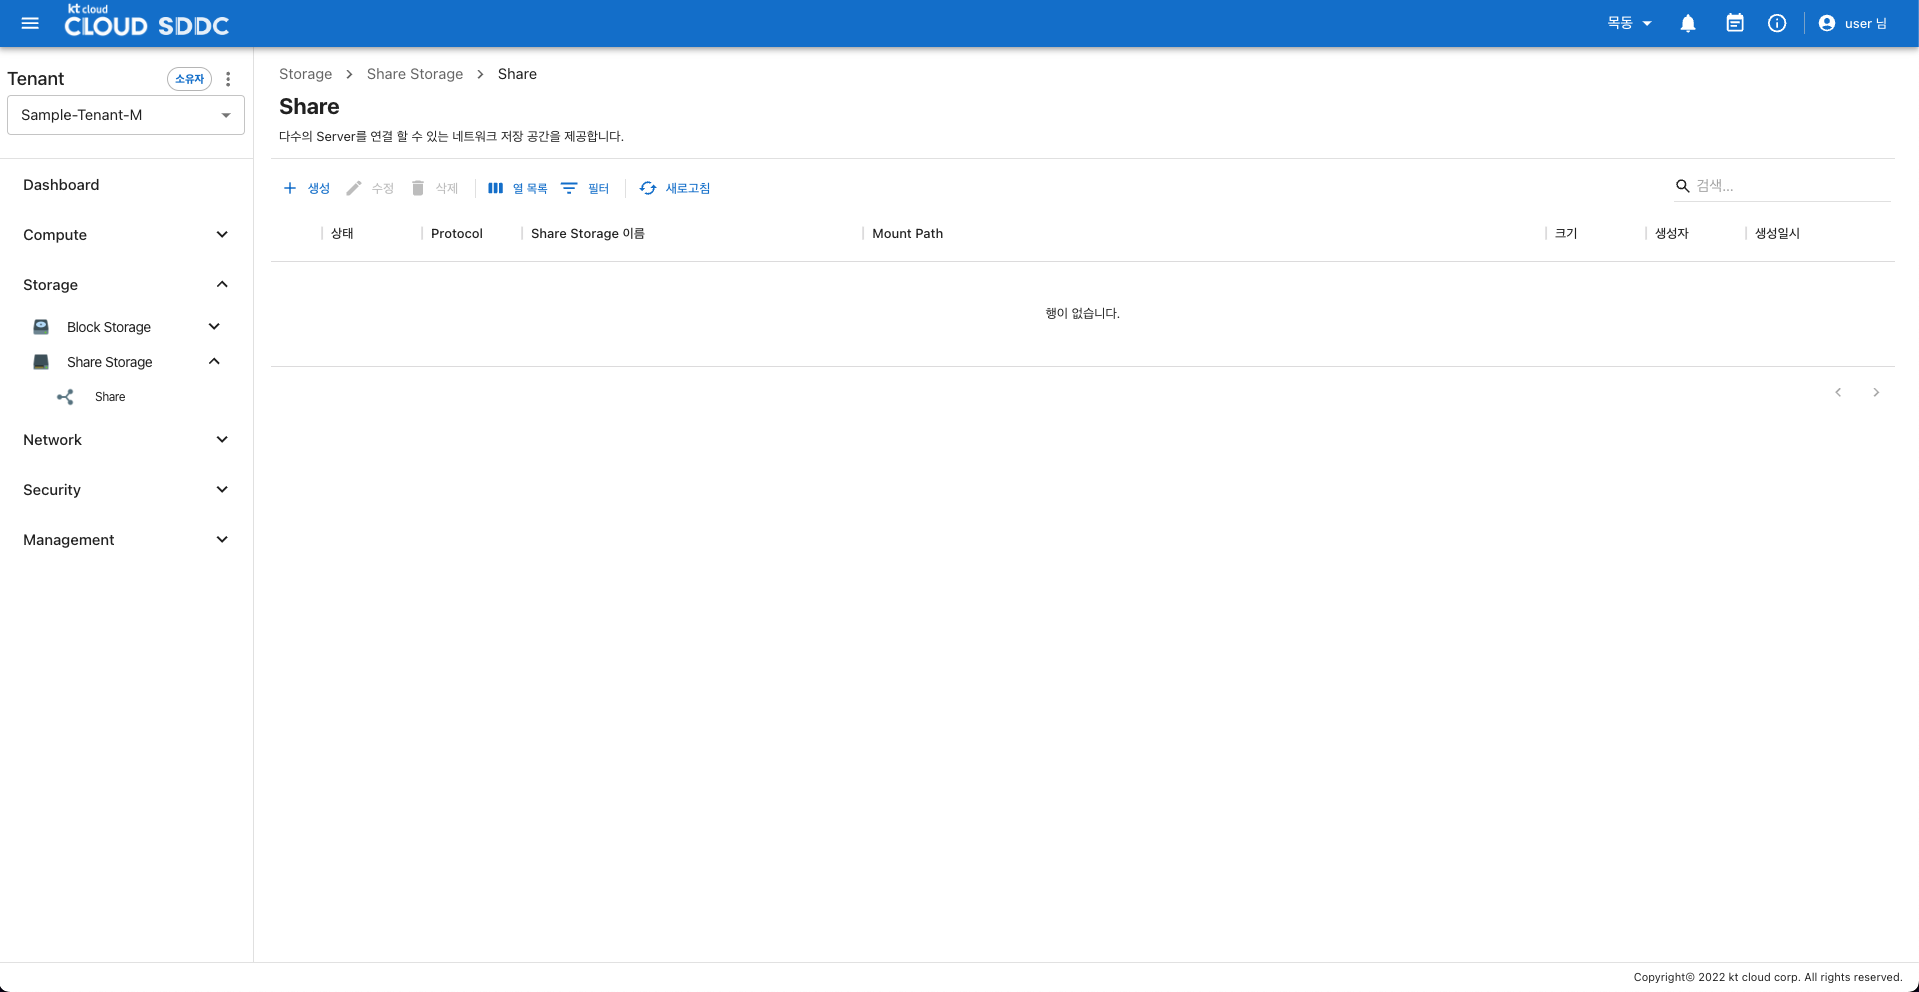 kt cloud
CLOUD SDDC
목동
user 님
Tenant
소유자
Sample-Tenant-M
Dashboard
Compute
Storage
Block Storage
Share Storage
Share
Network
Security
Management
Storage > Share Storage > Share
Share
다수의 Server를 연결 할 수 있는 네트워크 저장 공간을 제공합니다.
생성 수정 삭제 열 목록 필터 새로고침 검색...
상태 Protocol Share Storage 이름 Mount Path 크기 생성자 생성일시
행이 없습니다.
Copyright© 2022 kt cloud corp. All rights reserved.